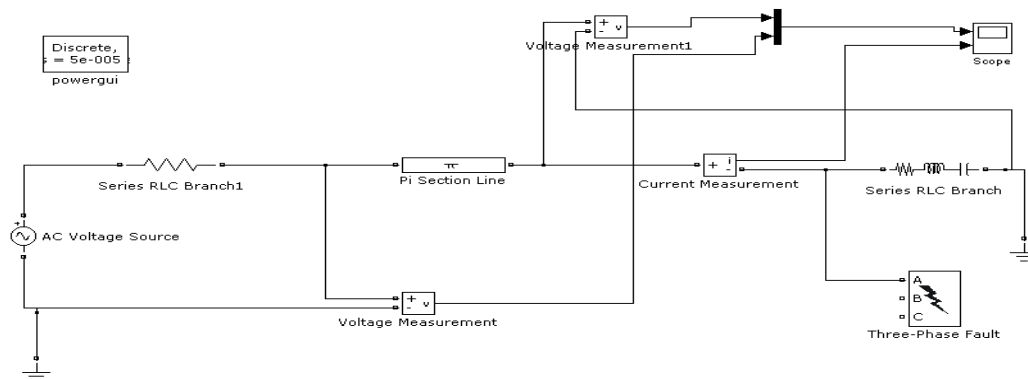 Discrete,
s = 5e-005
powergui
Voltage Measurement1
+
-
v
Scope
Series RLC Branch1
Pi Section Line
+
-
i
Current Measurement
Series RLC Branch
+
AC Voltage Source
+
-
v
Voltage Measurement
A
B
C
Three-Phase Fault